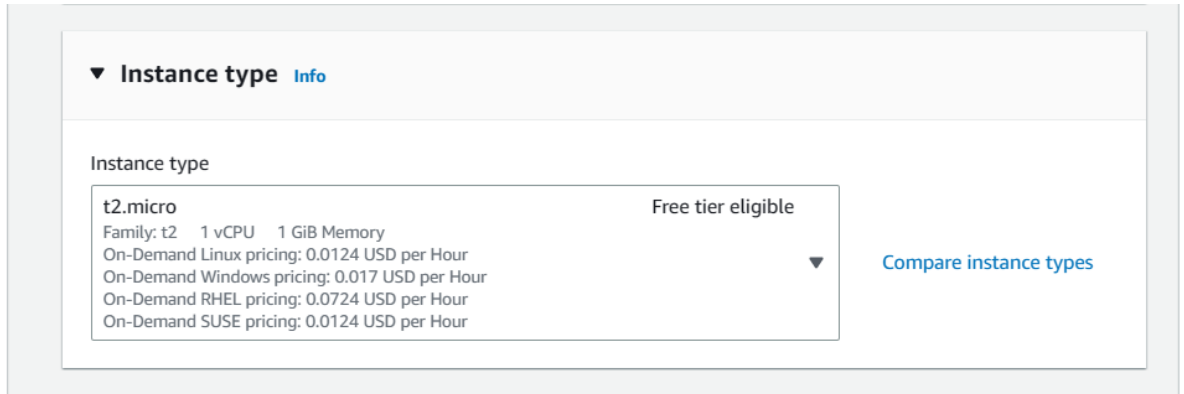 Instance type Info
Instance type
t2.micro Free tier eligible
Family: t2 1 vCPU 1 GiB Memory
On-Demand Linux pricing: 0.0124 USD per Hour
On-Demand Windows pricing: 0.017 USD per Hour
On-Demand RHEL pricing: 0.0724 USD per Hour
On-Demand SUSE pricing: 0.0124 USD per Hour
Compare instance types